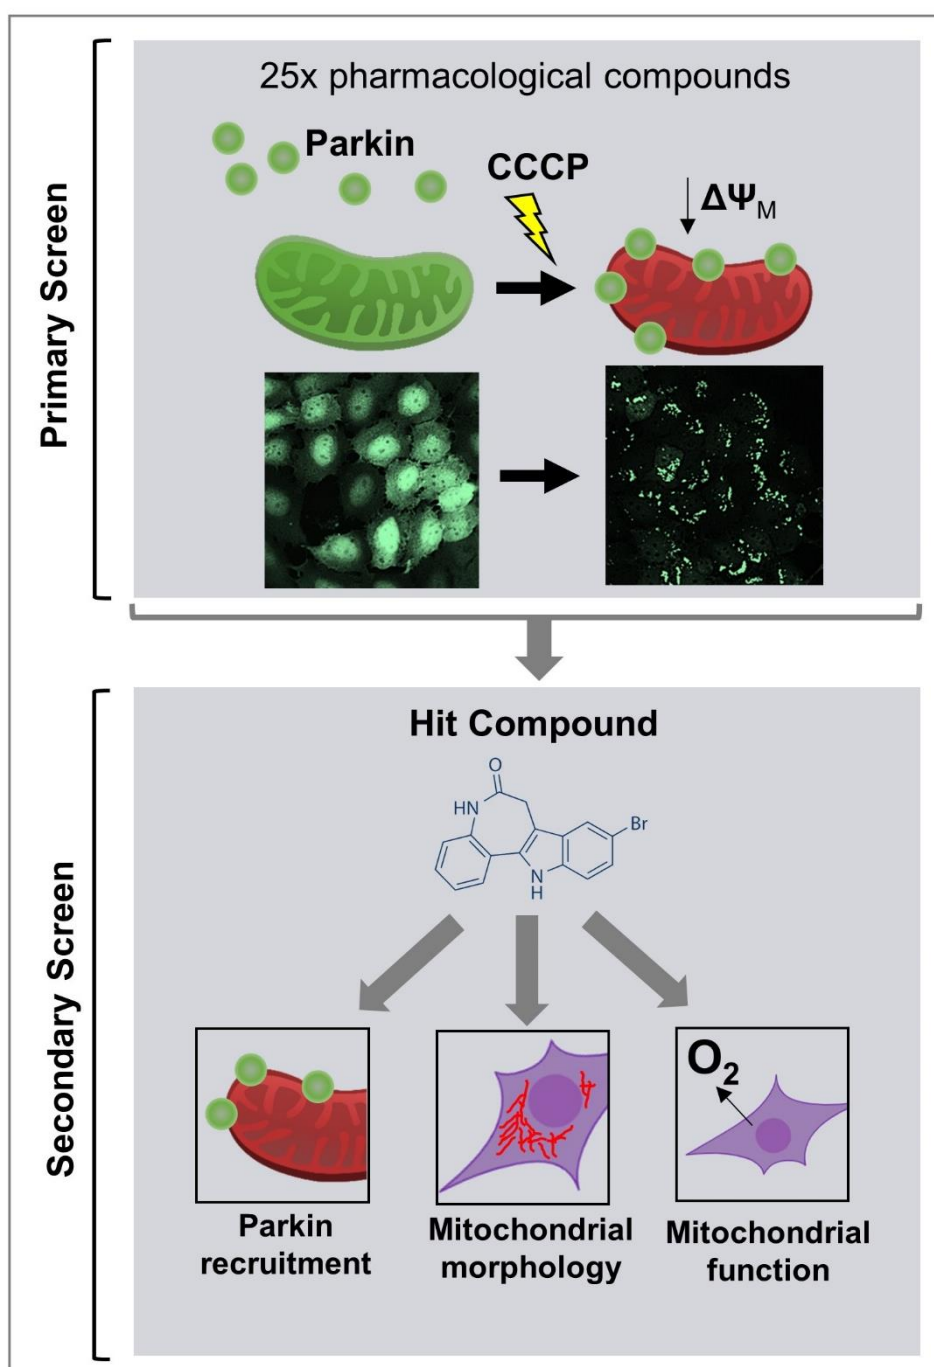 Primary Screen
25x pharmacological compounds
Parkin
CCCP
↓ ΔΨM
Secondary Screen
Hit Compound
O
HN
Br
N
H
O2
Parkin
recruitment
Mitochondrial
morphology
Mitochondrial
function